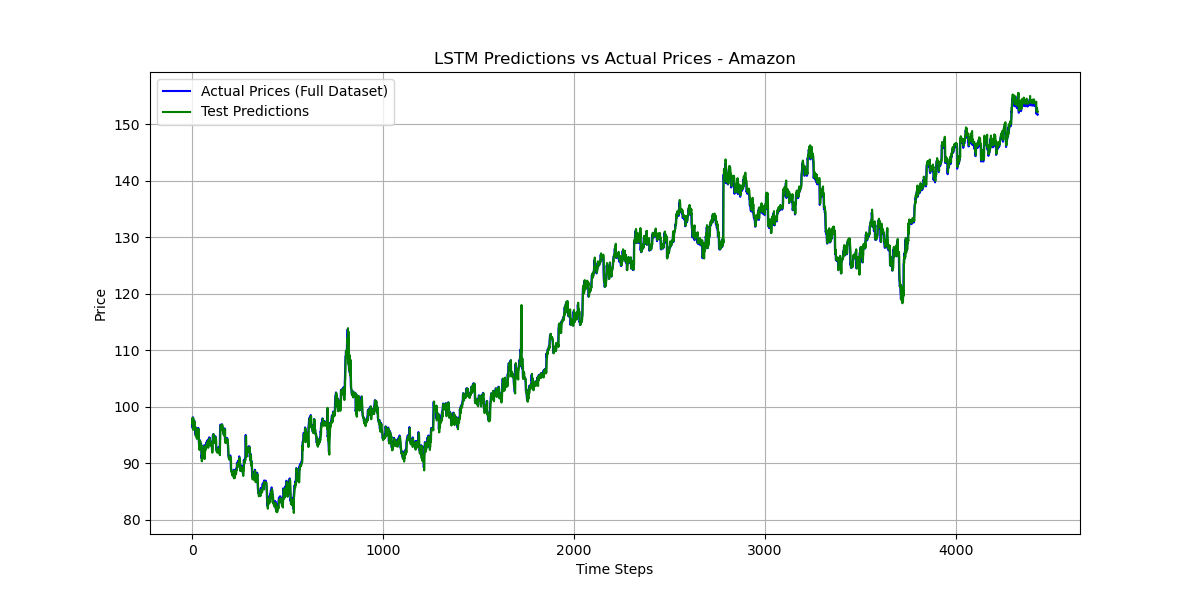 LSTM Predictions vs Actual Prices - Amazon
Actual Prices (Full Dataset)
Test Predictions
Price
150
140
130
120
110
100
90
80
0 1000 2000 3000 4000
Time Steps